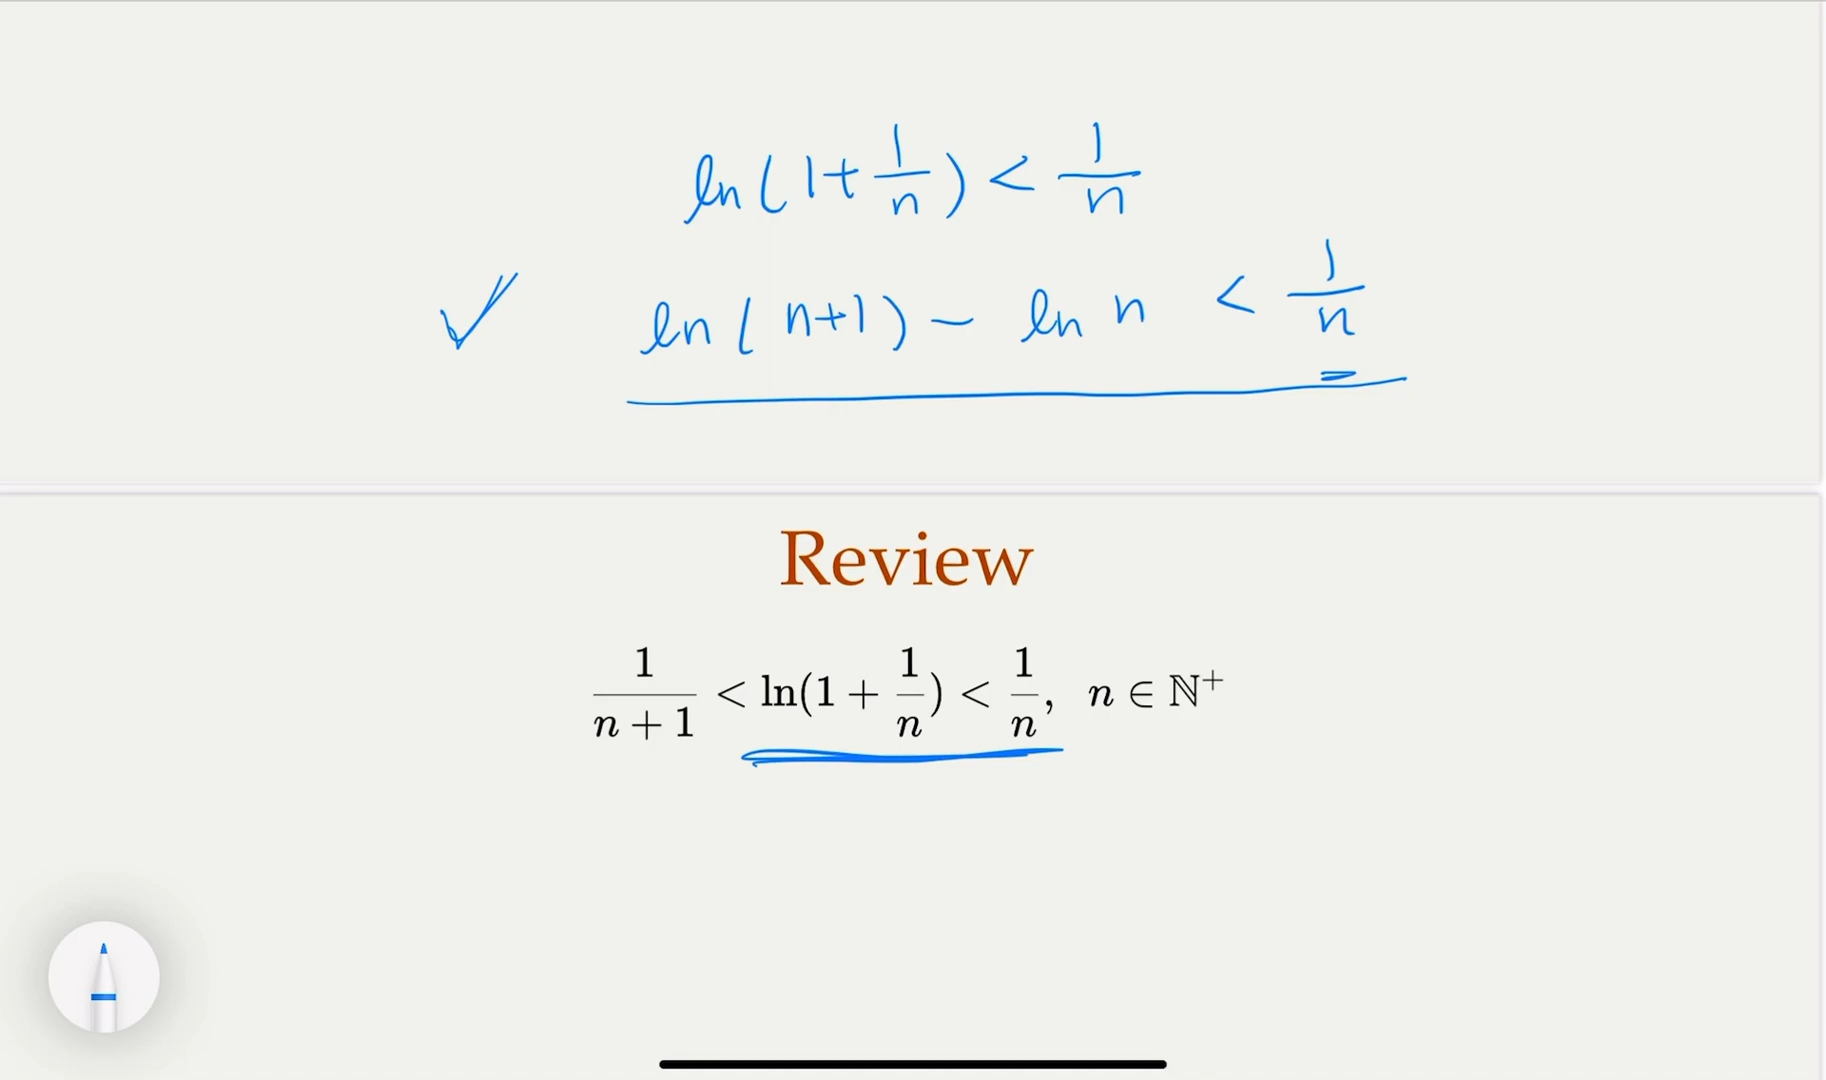 ln(1+1/n)<1/n
✓ ln(n+1)-ln n <1/n
Review
1/(n+1) < ln(1+1/n) < 1/n, n ∈ ℕ⁺